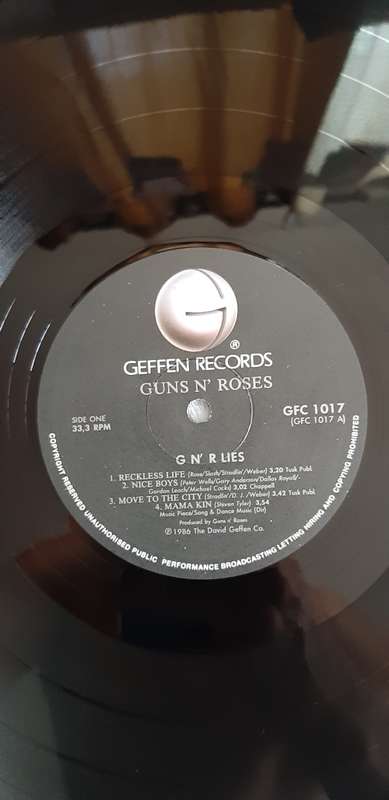 GEFFEN RECORDS®
GUNS N' ROSES
SIDE ONE
33,3 RPM
GFC 1017
(GFC 1017 A)
G N' R LIES
1. RECKLESS LIFE (Rose/Slash/Stradlin/Weber) 3,20 Tusk Publ.
2. NICE BOYS (Peter Wells/Gary Anderson/Dallas Royall/
Gordon Leach/Michael Cocks) 3,02 Chappell
3. MOVE TO THE CITY (Stradlin/D. J. /Weber) 3,42 Tusk Publ.
4. MAMA KIN (Steven Tyler) 3,54
Music Piece/Song & Dance Music (Div)
Produced by Guns n' Roses
℗ 1986 The David Geffen Co.
COPYRIGHT RESERVED UNAUTHORISED PUBLIC PERFORMANCE BROADCASTING LETTING HIRING AND COPYING PROHIBITED